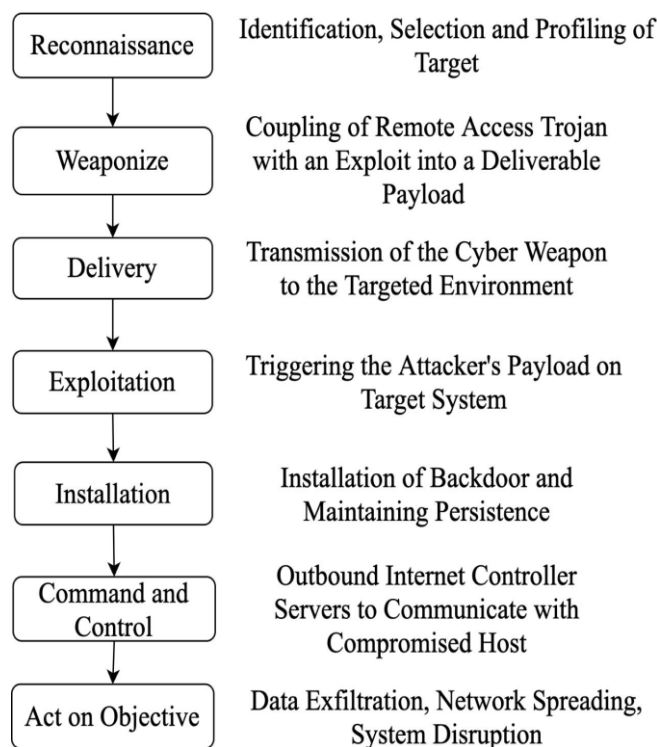 Reconnaissance
Identification, Selection and Profiling of
Target
Weaponize
Coupling of Remote Access Trojan
with an Exploit into a Deliverable
Payload
Delivery
Transmission of the Cyber Weapon
to the Targeted Environment
Exploitation
Triggering the Attacker's Payload on
Target System
Installation
Installation of Backdoor and
Maintaining Persistence
Command and
Control
Outbound Internet Controller
Servers to Communicate with
Compromised Host
Act on Objective
Data Exfiltration, Network Spreading,
System Disruption